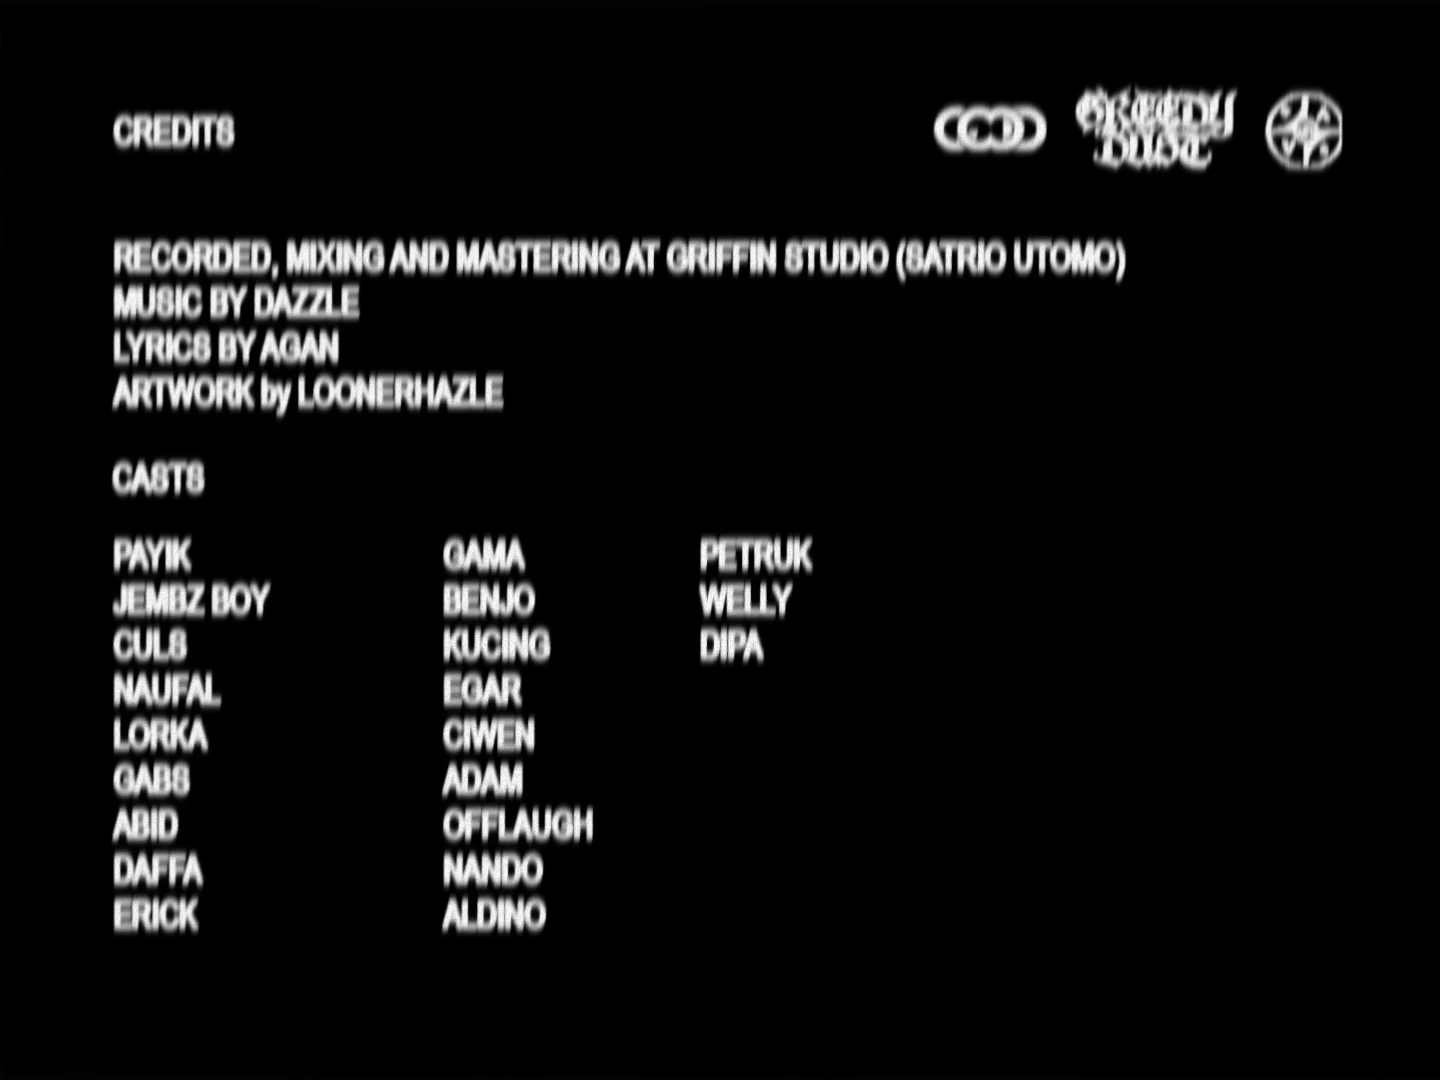 CREDITS
GREEDY
DUST
RECORDED, MIXING AND MASTERING AT GRIFFIN STUDIO (SATRIO UTOMO)
MUSIC BY DAZZLE
LYRICS BY AGAN
ARTWORK by LOONERHAZLE
CASTS
PAYIK
JEMBZ BOY
CULS
NAUFAL
LORKA
GABS
ABID
DAFFA
ERICK
GAMA
BENJO
KUCING
EGAR
CIWEN
ADAM
OFFLAUGH
NANDO
ALDINO
PETRUK
WELLY
DIPA